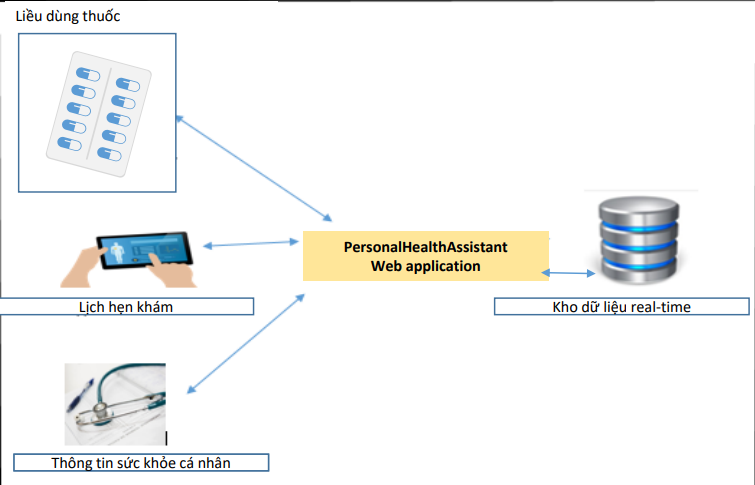 Liều dùng thuốc
PersonalHealthAssistant
Web application
Lịch hẹn khám
Kho dữ liệu real-time
Thông tin sức khỏe cá nhân